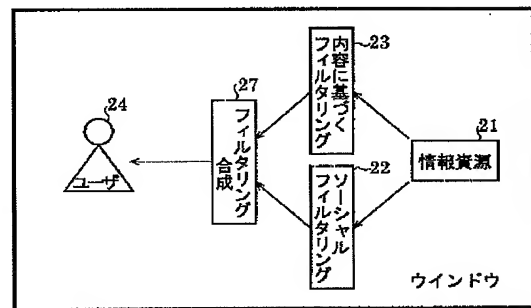 23
内容に基づく
フィルタリング
27
フィルタリング
合成
24
ユーザ
21
情報資源
22
ソーシャル
フィルタリング
ウインドウ